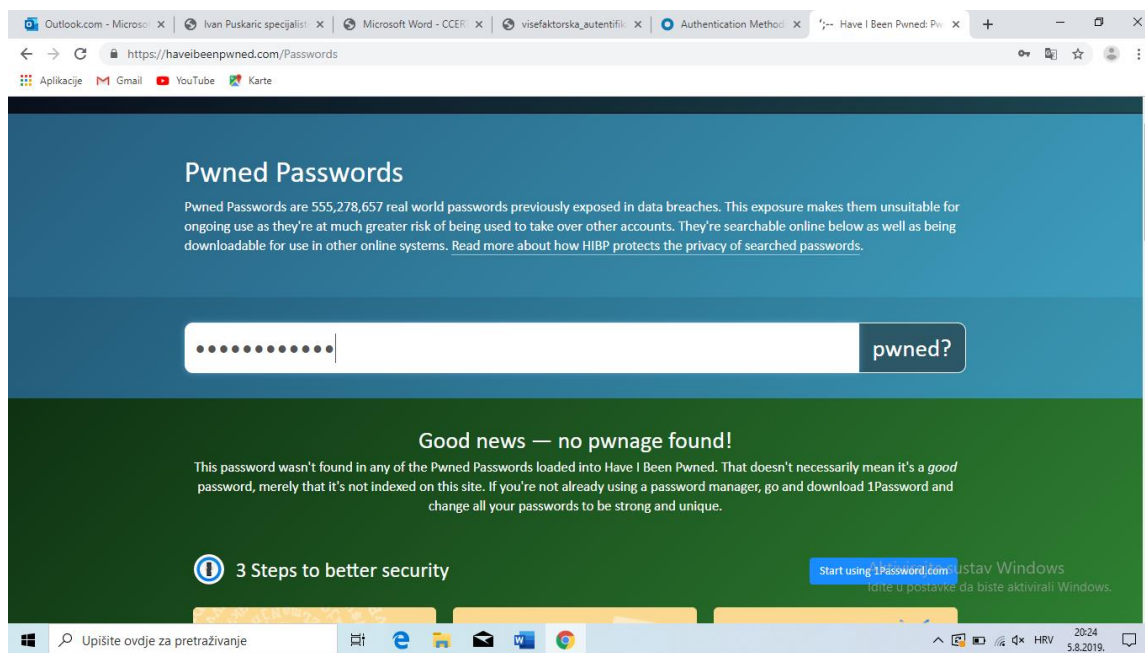 Outlook.com - Microso
Ivan Puskaric specijalist
Microsoft Word - CCER
visefaktorska_autentifik
Authentication Method
';-- Have I Been Pwned: Pw
https://haveibeenpwned.com/Passwords
Aplikacije
Gmail
YouTube
Karte
Pwned Passwords
Pwned Passwords are 555,278,657 real world passwords previously exposed in data breaches. This exposure makes them unsuitable for
ongoing use as they're at much greater risk of being used to take over other accounts. They're searchable online below as well as being
downloadable for use in other online systems. Read more about how HIBP protects the privacy of searched passwords.
••••••••••••
pwned?
Good news — no pwnage found!
This password wasn't found in any of the Pwned Passwords loaded into Have I Been Pwned. That doesn't necessarily mean it's a good
password, merely that it's not indexed on this site. If you're not already using a password manager, go and download 1Password and
change all your passwords to be strong and unique.
3 Steps to better security
Start using 1Password.com
Aktivirajte sustav Windows
Idite u postavke da biste aktivirali Windows.
Upišite ovdje za pretraživanje
HRV
20:24
5.8.2019.